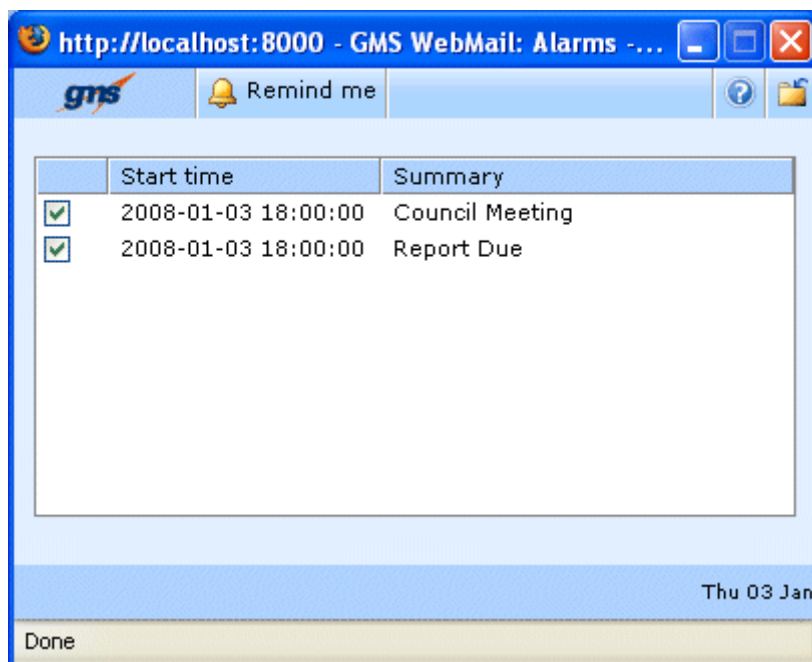 http://localhost:8000 - GMS WebMail: Alarms -...
gms Remind me
Start time Summary
2008-01-03 18:00:00 Council Meeting
2008-01-03 18:00:00 Report Due
Thu 03 Jan
Done